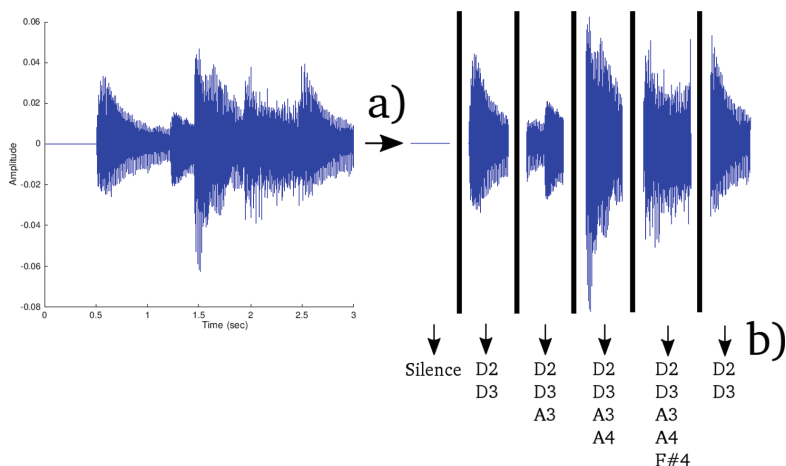 0.06
0.04
0.02
0
-0.02
-0.04
-0.06
-0.08
Amplitude
0 0.5 1 1.5 2 2.5 3
Time (sec)
a)
b)
Silence D2 D2 D2 D2 D2
D3 D3 D3 D3 D3
A3 A3 A3
A4 A4
F#4